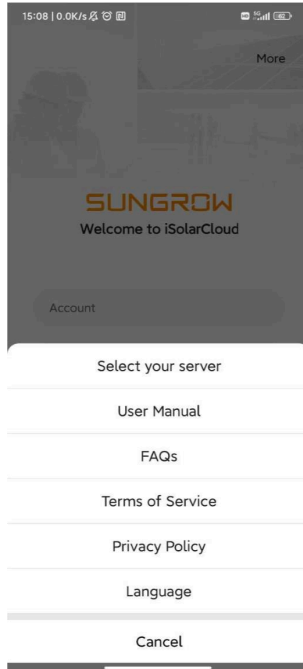 15:08 | 0.0K/s
More
SUNGROW
Welcome to iSolarCloud
Account
Select your server
User Manual
FAQs
Terms of Service
Privacy Policy
Language
Cancel